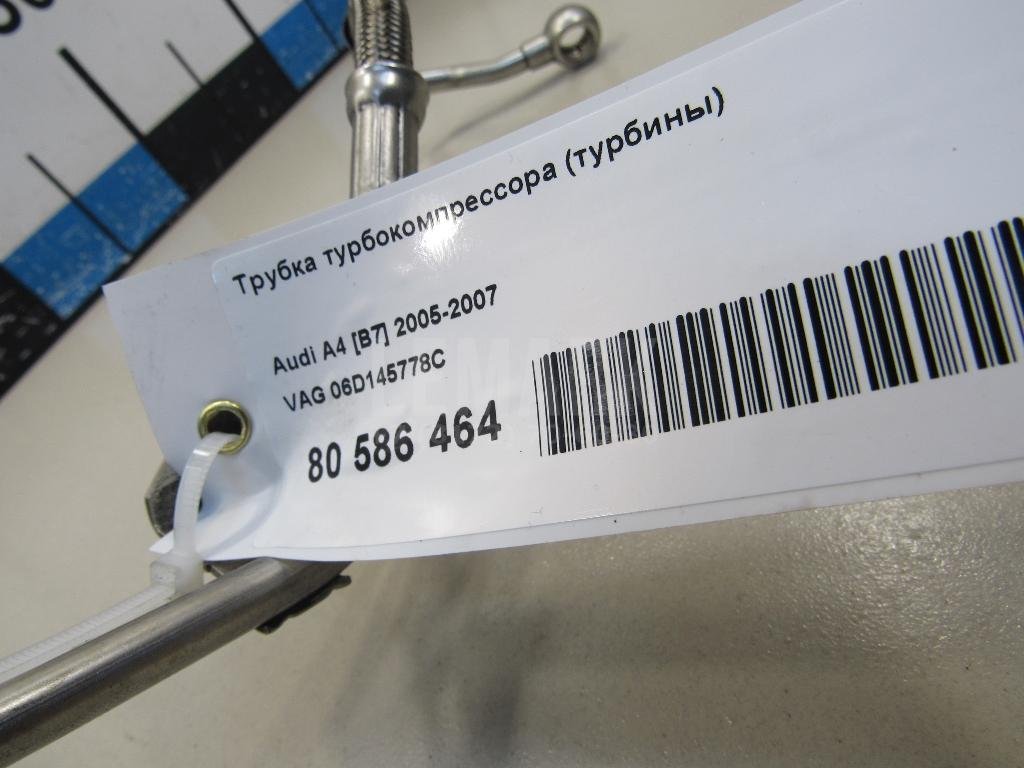 Трубка турбокомпрессора (турбины)
Audi A4 [B7] 2005-2007
VAG 06D145778C
80 586 464